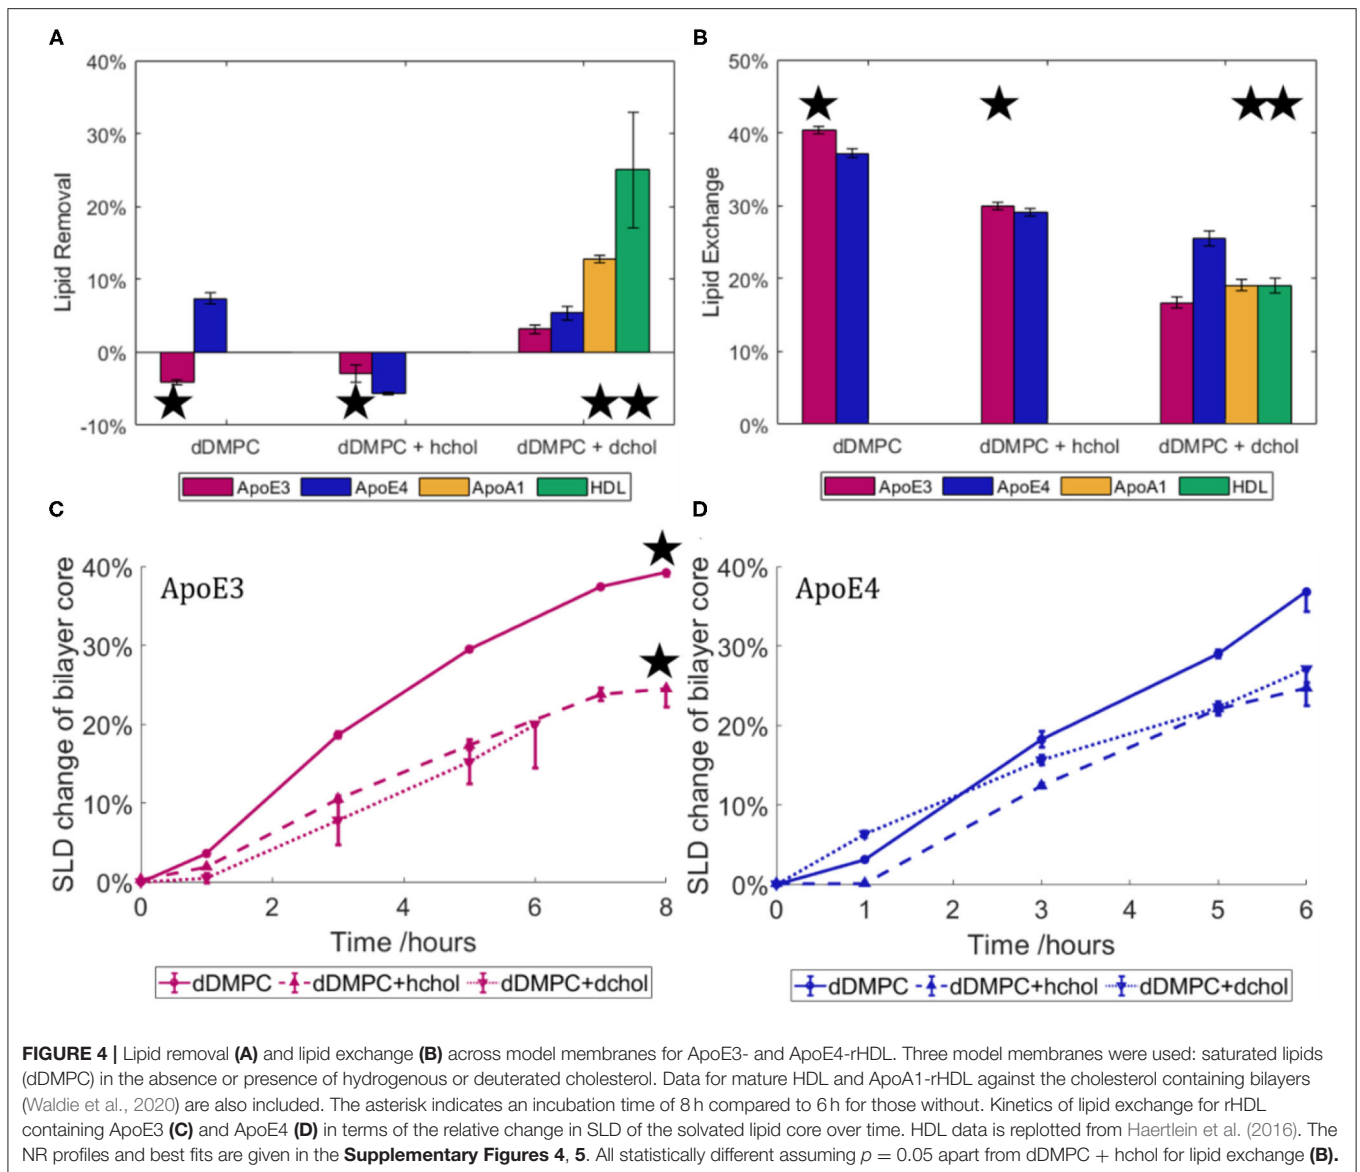 A
40%
30%
20%
10%
0%
-10%
Lipid Removal
dDMPC
dDMPC + hchol
dDMPC + dchol
ApoE3 ApoE4 ApoA1 HDL
B
50%
40%
30%
20%
10%
0%
Lipid Exchange
dDMPC
dDMPC + hchol
dDMPC + dchol
ApoE3 ApoE4 ApoA1 HDL
C
ApoE3
40%
30%
20%
10%
0%
SLD change of bilayer core
0 2 4 6 8
Time /hours
dDMPC dDMPC+hchol dDMPC+dchol
D
ApoE4
40%
30%
20%
10%
0%
SLD change of bilayer core
0 1 2 3 4 5 6
Time /hours
dDMPC dDMPC+hchol dDMPC+dchol
FIGURE 4 | Lipid removal (A) and lipid exchange (B) across model membranes for ApoE3- and ApoE4-rHDL. Three model membranes were used: saturated lipids
(dDMPC) in the absence or presence of hydrogenous or deuterated cholesterol. Data for mature HDL and ApoA1-rHDL against the cholesterol containing bilayers
(Waldie et al., 2020) are also included. The asterisk indicates an incubation time of 8 h compared to 6 h for those without. Kinetics of lipid exchange for rHDL
containing ApoE3 (C) and ApoE4 (D) in terms of the relative change in SLD of the solvated lipid core over time. HDL data is replotted from Haertlein et al. (2016). The
NR profiles and best fits are given in the Supplementary Figures 4, 5. All statistically different assuming p = 0.05 apart from dDMPC + hchol for lipid exchange (B).